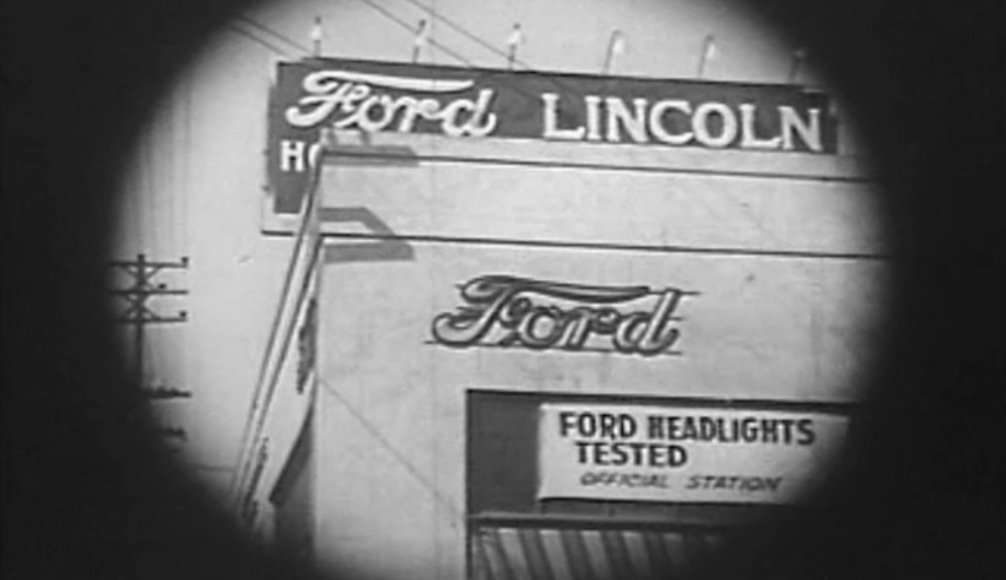 Ford LINCOLN
Ford
FORD HEADLIGHTS
TESTED
OFFICIAL STATION